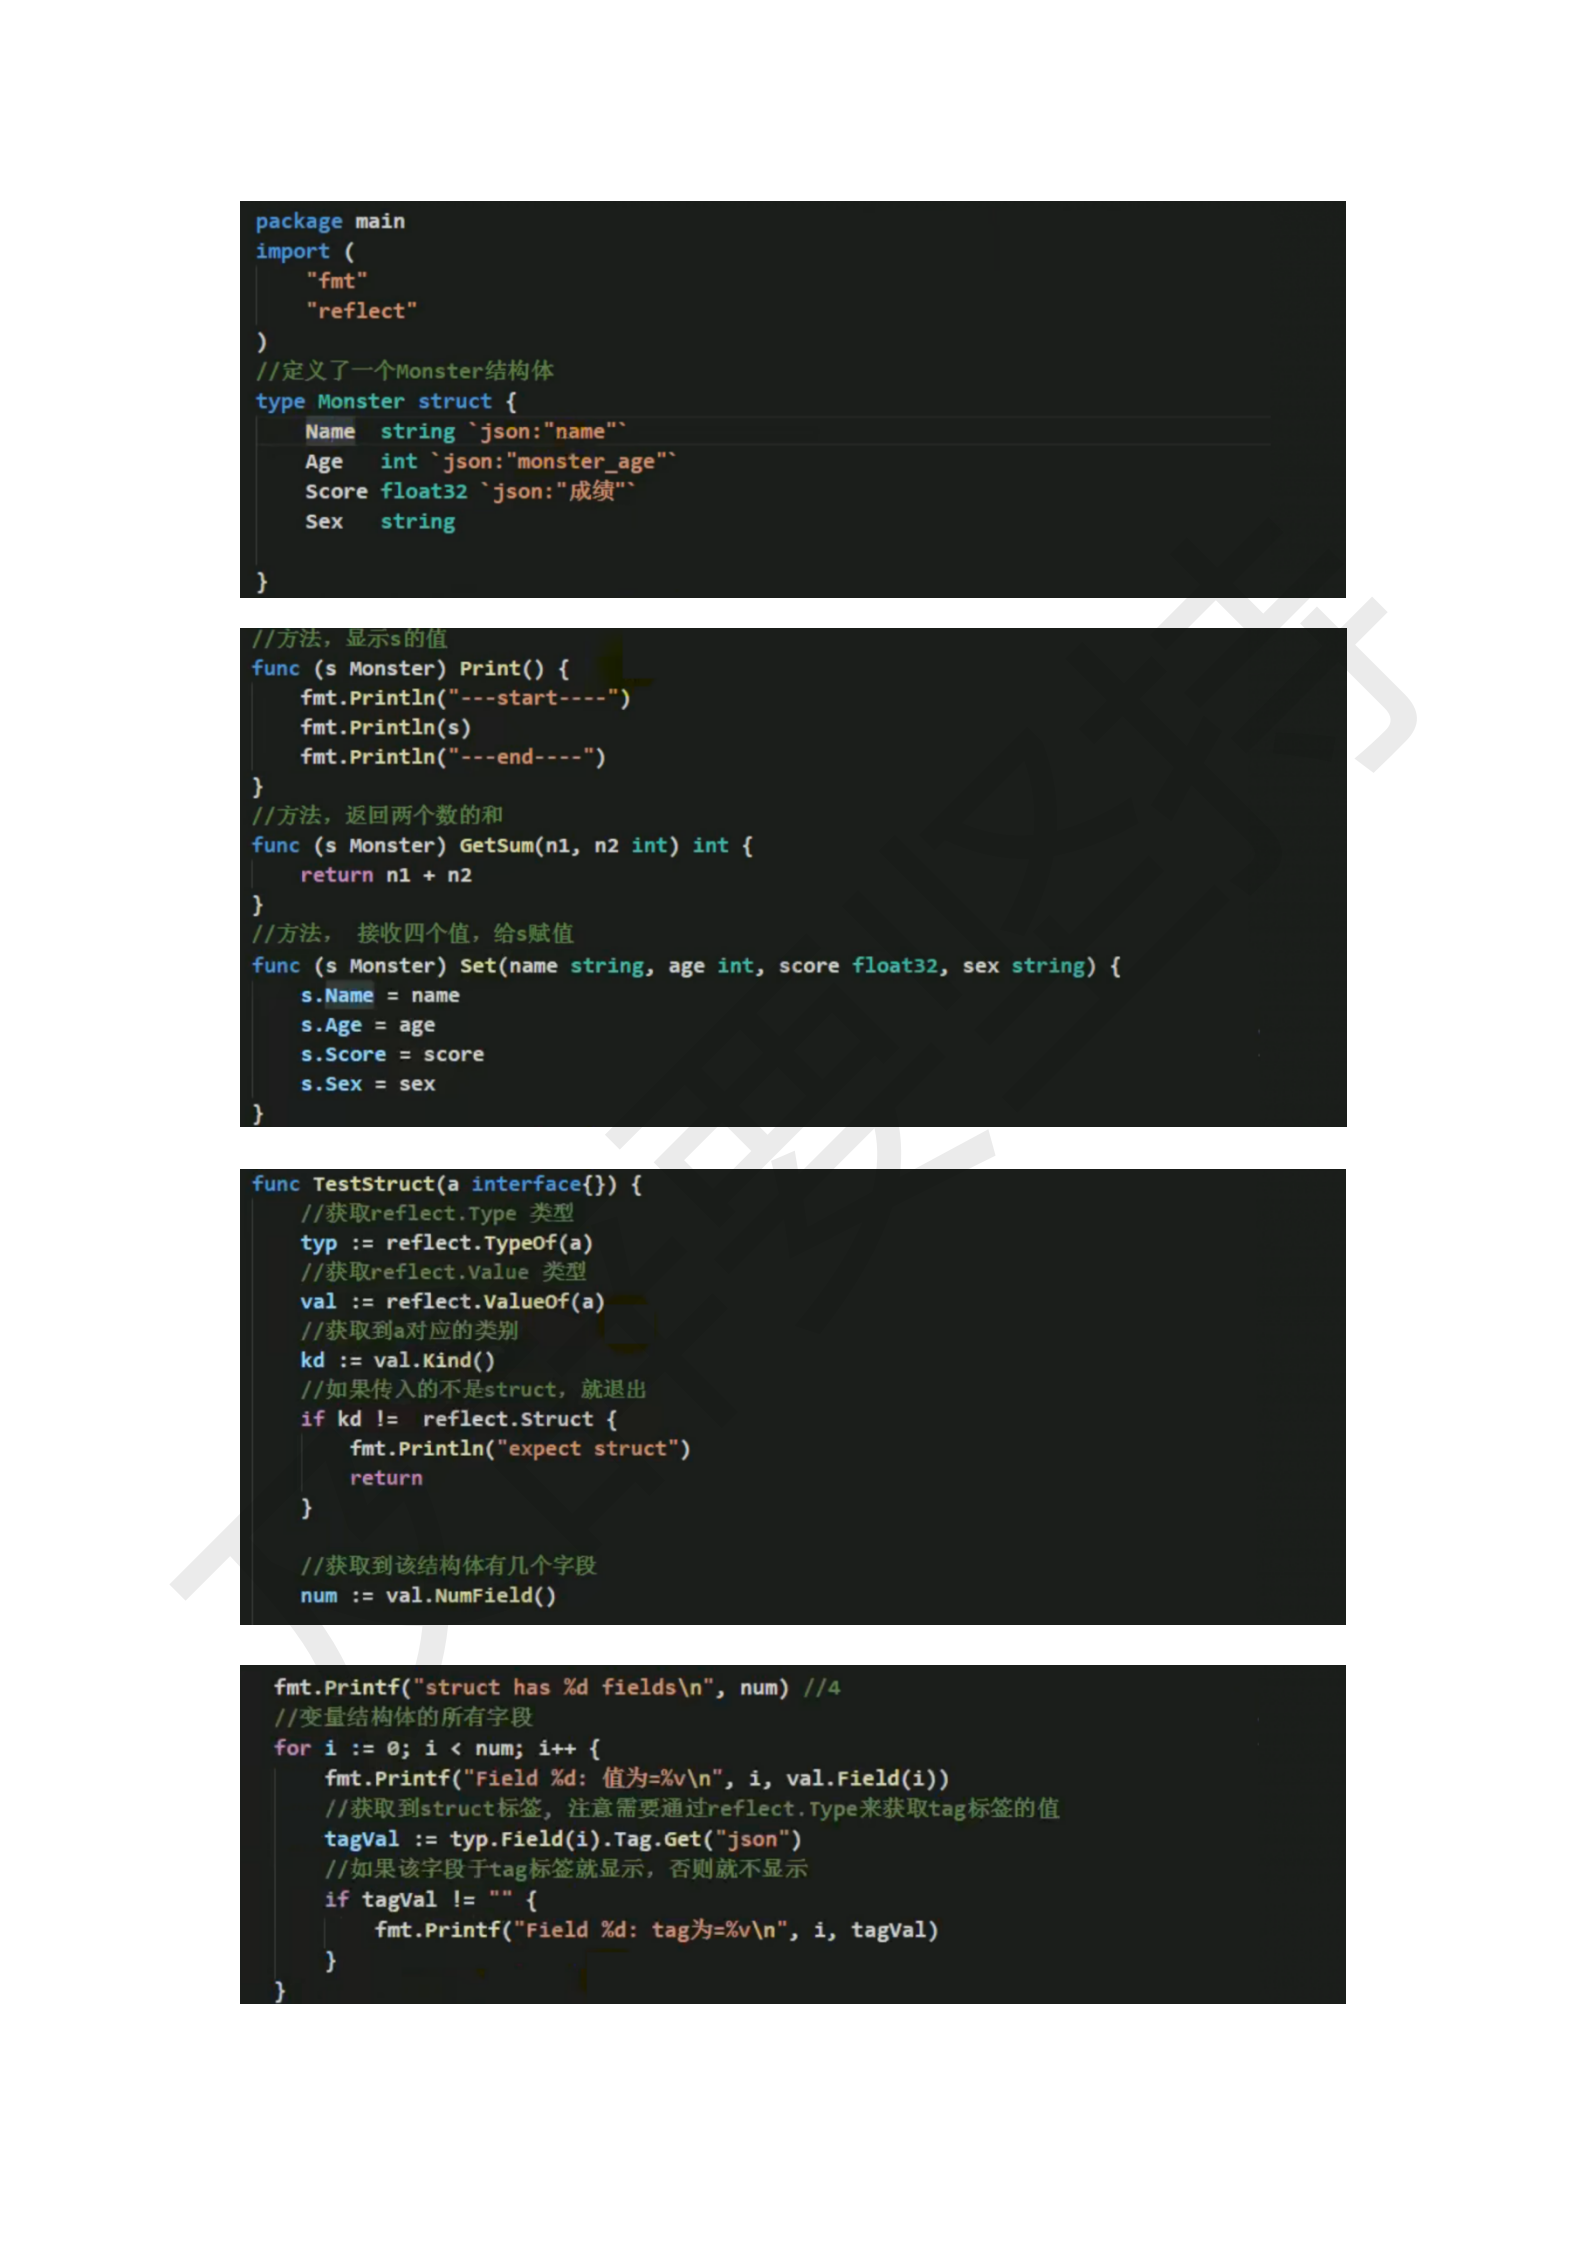 package main
import (
    "fmt"
    "reflect"
)
//定义了一个Monster结构体
type Monster struct {
    Name  string `json:"name"`
    Age   int `json:"monster_age"`
    Score float32 `json:"成绩"`
    Sex   string
}
//方法，显示s的值
func (s Monster) Print() {
    fmt.Println("---start----")
    fmt.Println(s)
    fmt.Println("---end----")
}
//方法，返回两个数的和
func (s Monster) GetSum(n1, n2 int) int {
    return n1 + n2
}
//方法， 接收四个值，给s赋值
func (s Monster) Set(name string, age int, score float32, sex string) {
    s.Name = name
    s.Age = age
    s.Score = score
    s.Sex = sex
}
func TestStruct(a interface{}) {
    //获取reflect.Type 类型
    typ := reflect.TypeOf(a)
    //获取reflect.Value 类型
    val := reflect.ValueOf(a)
    //获取到a对应的类别
    kd := val.Kind()
    //如果传入的不是struct，就退出
    if kd !=  reflect.Struct {
        fmt.Println("expect struct")
        return
    }
    //获取到该结构体有几个字段
    num := val.NumField()
    fmt.Printf("struct has %d fields\n", num) //4
    //变量结构体的所有字段
    for i := 0; i < num; i++ {
        fmt.Printf("Field %d: 值为=%v\n", i, val.Field(i))
        //获取到struct标签, 注意需要通过reflect.Type来获取tag标签的值
        tagVal := typ.Field(i).Tag.Get("json")
        //如果该字段于tag标签就显示，否则就不显示
        if tagVal != "" {
            fmt.Printf("Field %d: tag为=%v\n", i, tagVal)
        }
    }